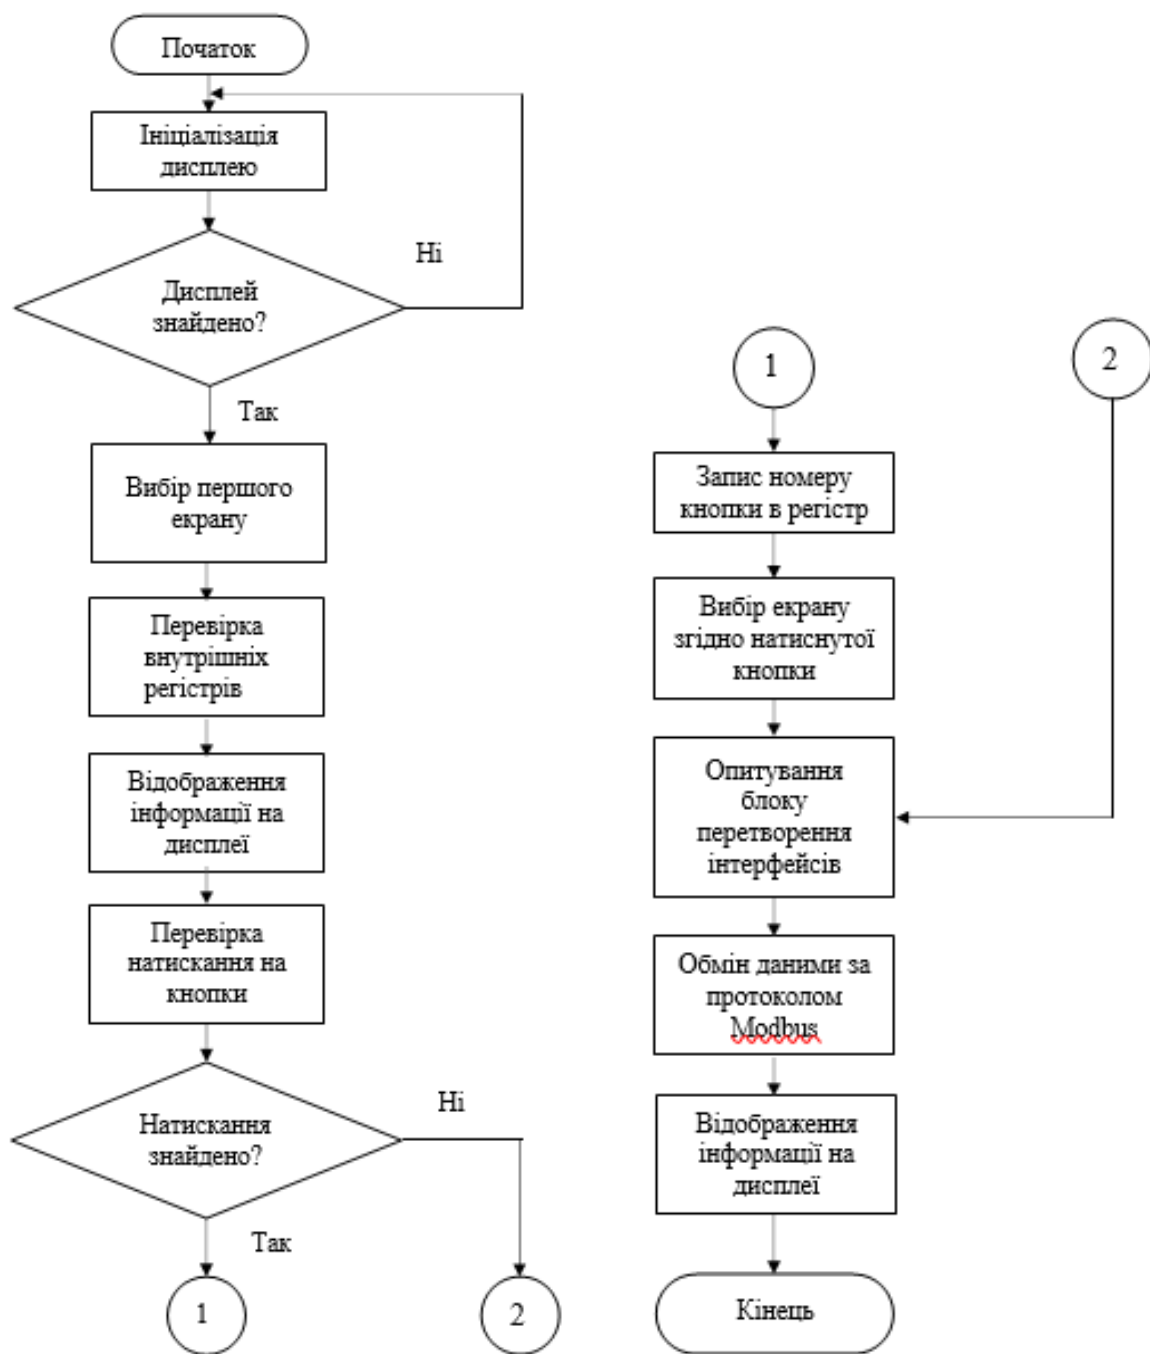 Початок
Ініціалізація
дисплею
Ні
Дисплей
знайдено?
Так
Вибір першого
екрану
Перевірка
внутрішніх
регістрів
Відображення
інформації на
дисплеї
Перевірка
натискання на
кнопки
Ні
Натискання
знайдено?
Так
1
2
1
2
Запис номеру
кнопки в регістр
Вибір екрану
згідно натиснутої
кнопки
Опитування
блоку
перетворення
інтерфейсів
Обмін даними за
протоколом
Modbus
Відображення
інформації на
дисплеї
Кінець